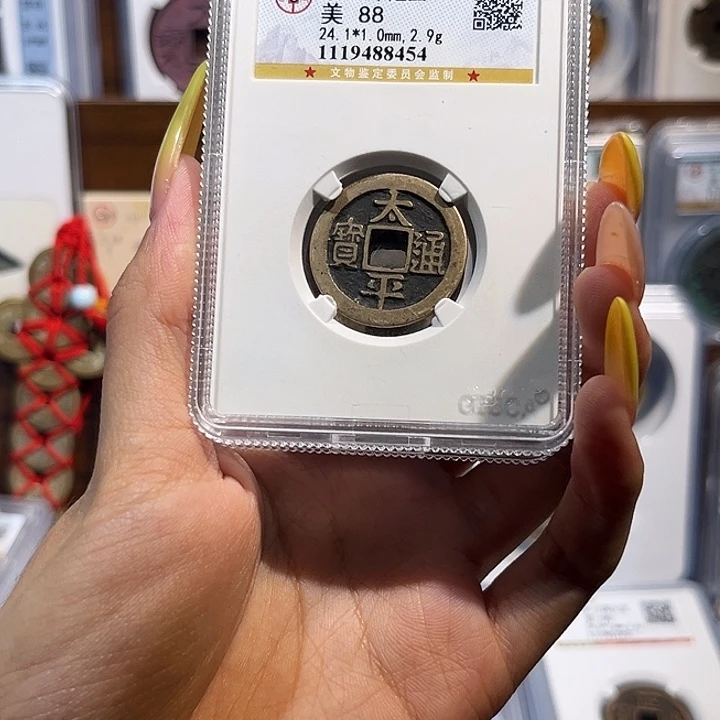 美 88
24.1*1.0mm,2.9g
1119488454
★ 文物鉴定委员会监制 ★
太
寳 通
平